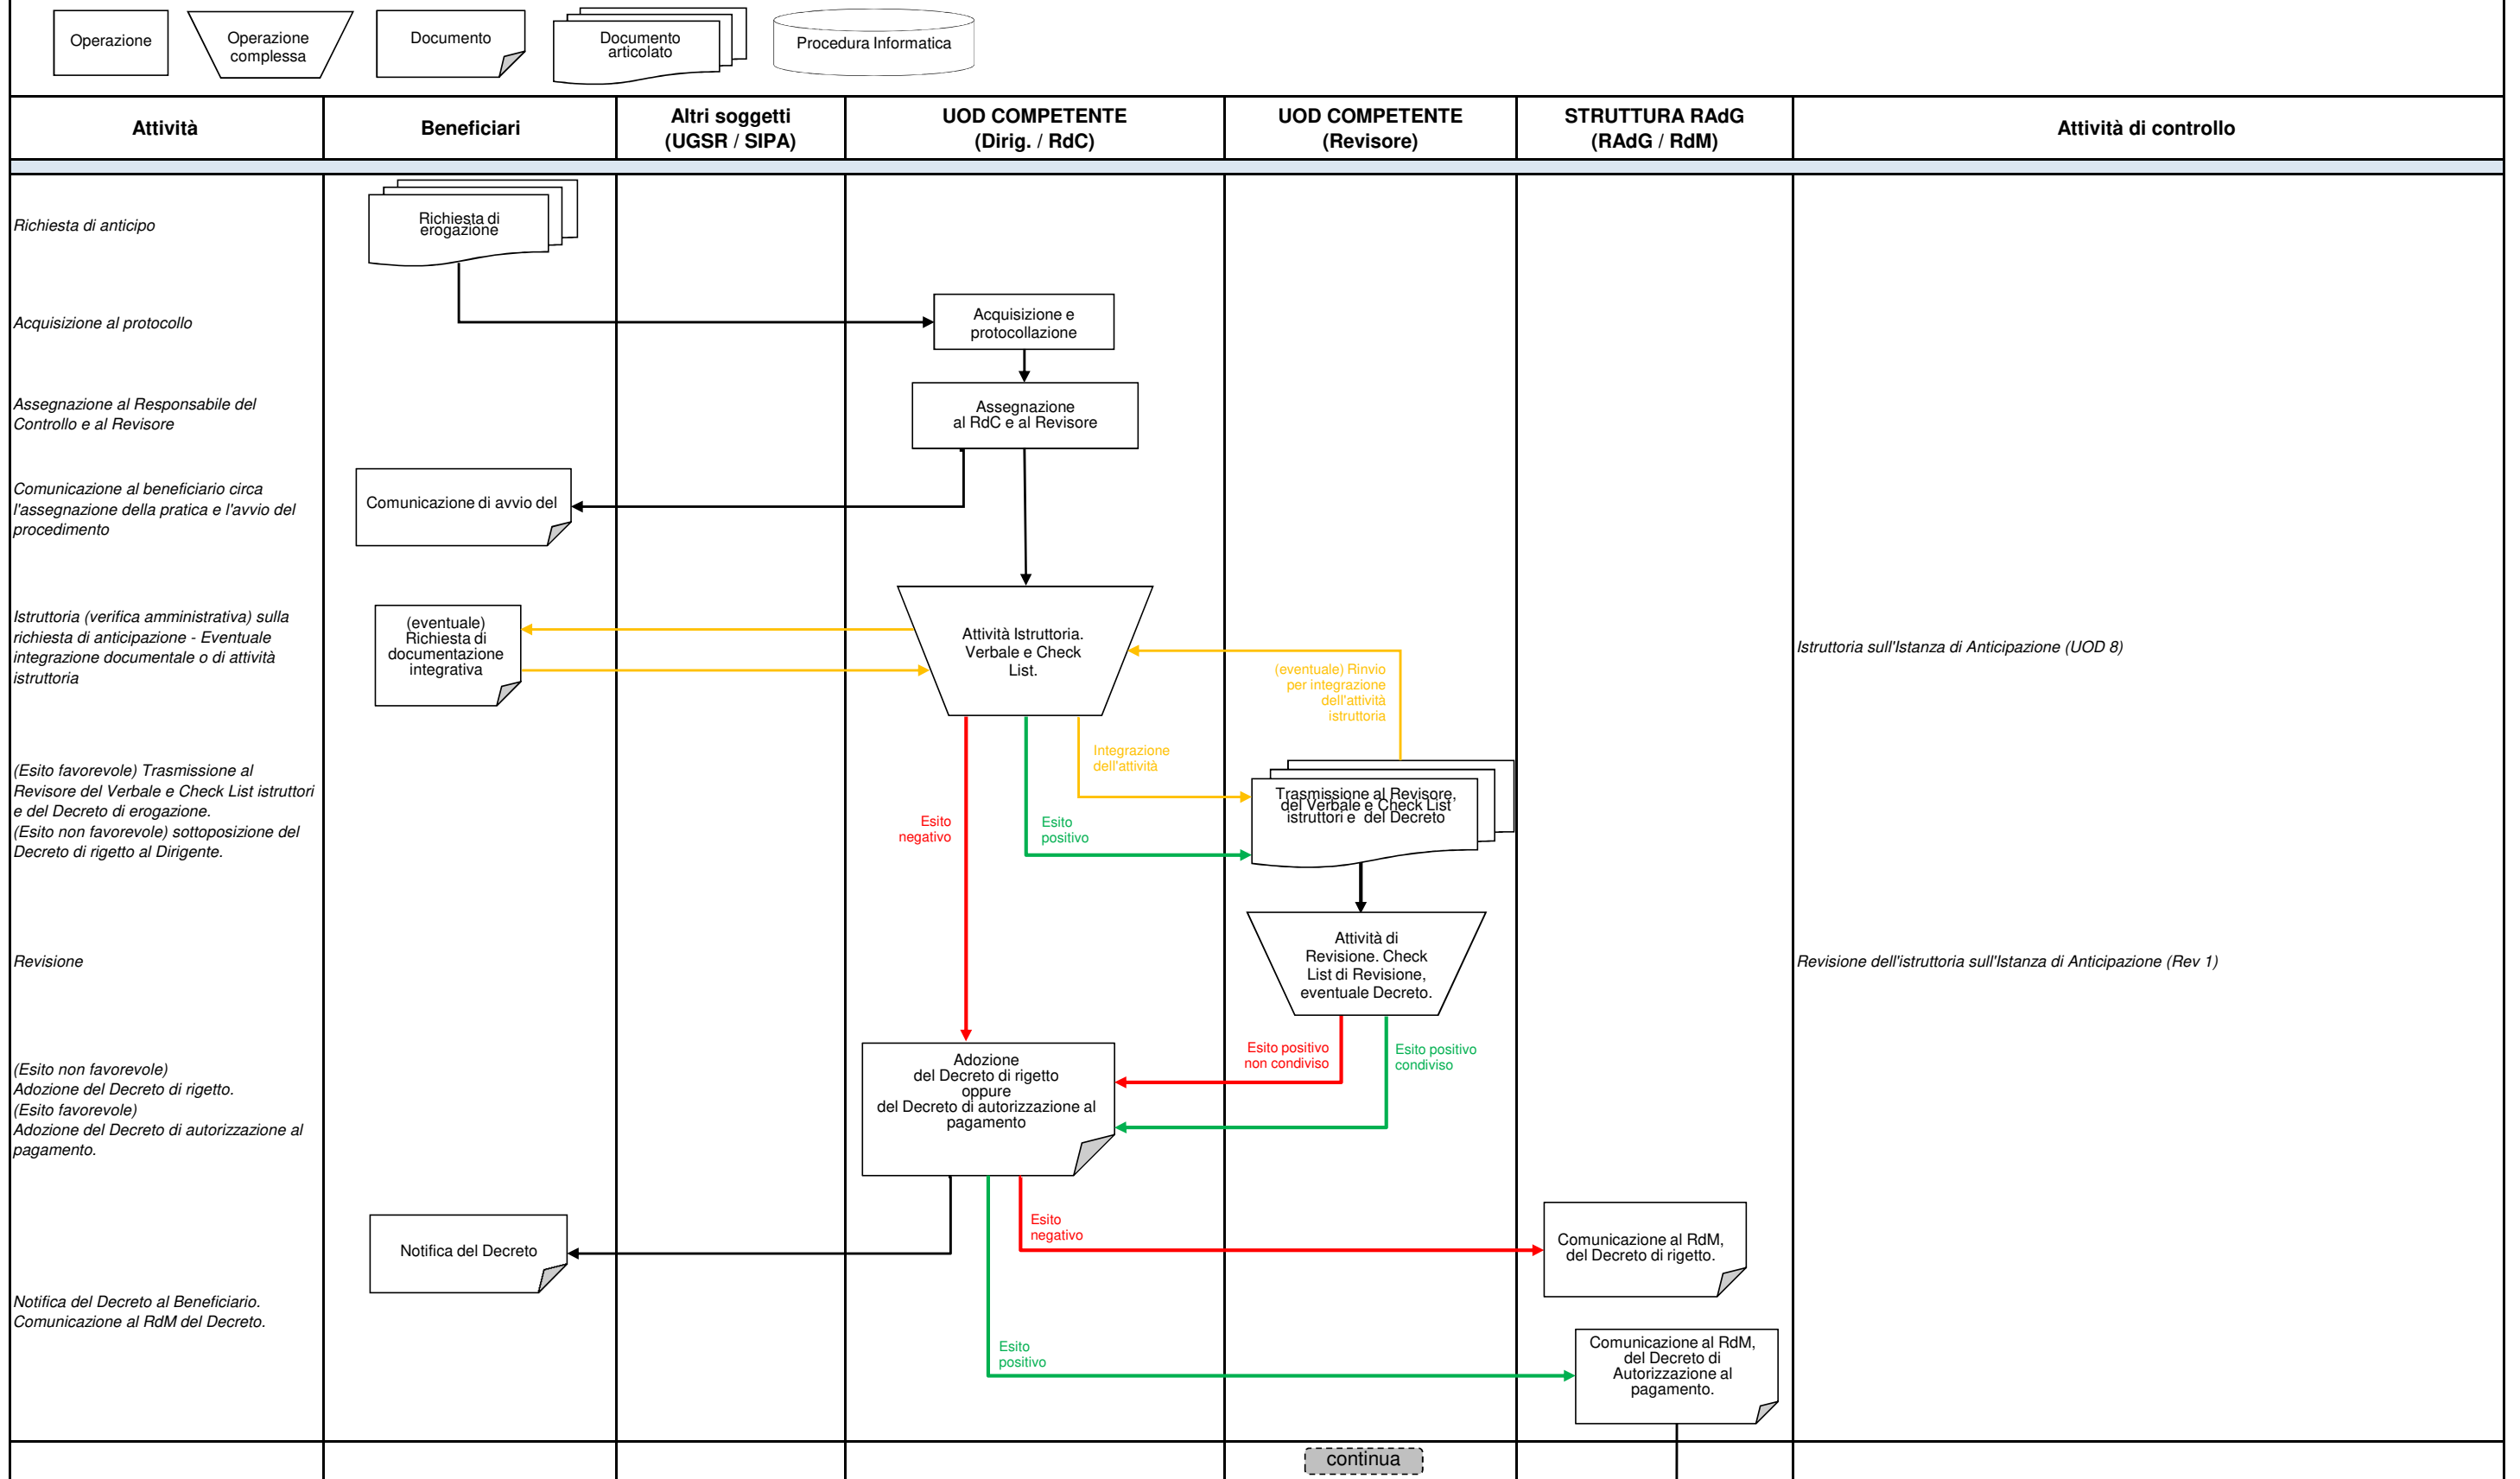 Operazione
Operazione
complessa
Documento
Documento
articolato
Procedura Informatica
Attività
Beneficiari
Altri soggetti
(UGSR / SIPA)
UOD COMPETENTE
(Dirig. / RdC)
UOD COMPETENTE
(Revisore)
STRUTTURA RAdG
(RAdG / RdM)
Attività di controllo
Richiesta di anticipo
Richiesta di
erogazione
Acquisizione al protocollo
Acquisizione e
protocollazione
Assegnazione al Responsabile del
Controllo e al Revisore
Assegnazione
al RdC e al Revisore
Comunicazione al beneficiario circa
l'assegnazione della pratica e l'avvio del
procedimento
Comunicazione di avvio del
Istruttoria (verifica amministrativa) sulla
richiesta di anticipazione - Eventuale
integrazione documentale o di attività
istruttoria
(eventuale)
Richiesta di
documentazione
integrativa
Attività Istruttoria.
Verbale e Check
List.
(eventuale) Rinvio
per integrazione
dell'attività
istruttoria
Istruttoria sull'Istanza di Anticipazione (UOD 8)
Integrazione
dell'attività
(Esito favorevole) Trasmissione al
Revisore del Verbale e Check List istruttori
e del Decreto di erogazione.
(Esito non favorevole) sottoposizione del
Decreto di rigetto al Dirigente.
Esito
negativo
Esito
positivo
Trasmissione al Revisore,
del Verbale e Check List
istruttori e  del Decreto
Revisione
Attività di
Revisione. Check
List di Revisione,
eventuale Decreto.
Revisione dell'istruttoria sull'Istanza di Anticipazione (Rev 1)
(Esito non favorevole)
Adozione del Decreto di rigetto.
(Esito favorevole)
Adozione del Decreto di autorizzazione al
pagamento.
Adozione
del Decreto di rigetto
oppure
del Decreto di autorizzazione al
pagamento
Esito positivo
non condiviso
Esito positivo
condiviso
Notifica del Decreto al Beneficiario.
Comunicazione al RdM del Decreto.
Notifica del Decreto
Esito
negativo
Comunicazione al RdM,
del Decreto di rigetto.
Esito
positivo
Comunicazione al RdM,
del Decreto di
Autorizzazione al
pagamento.
continua